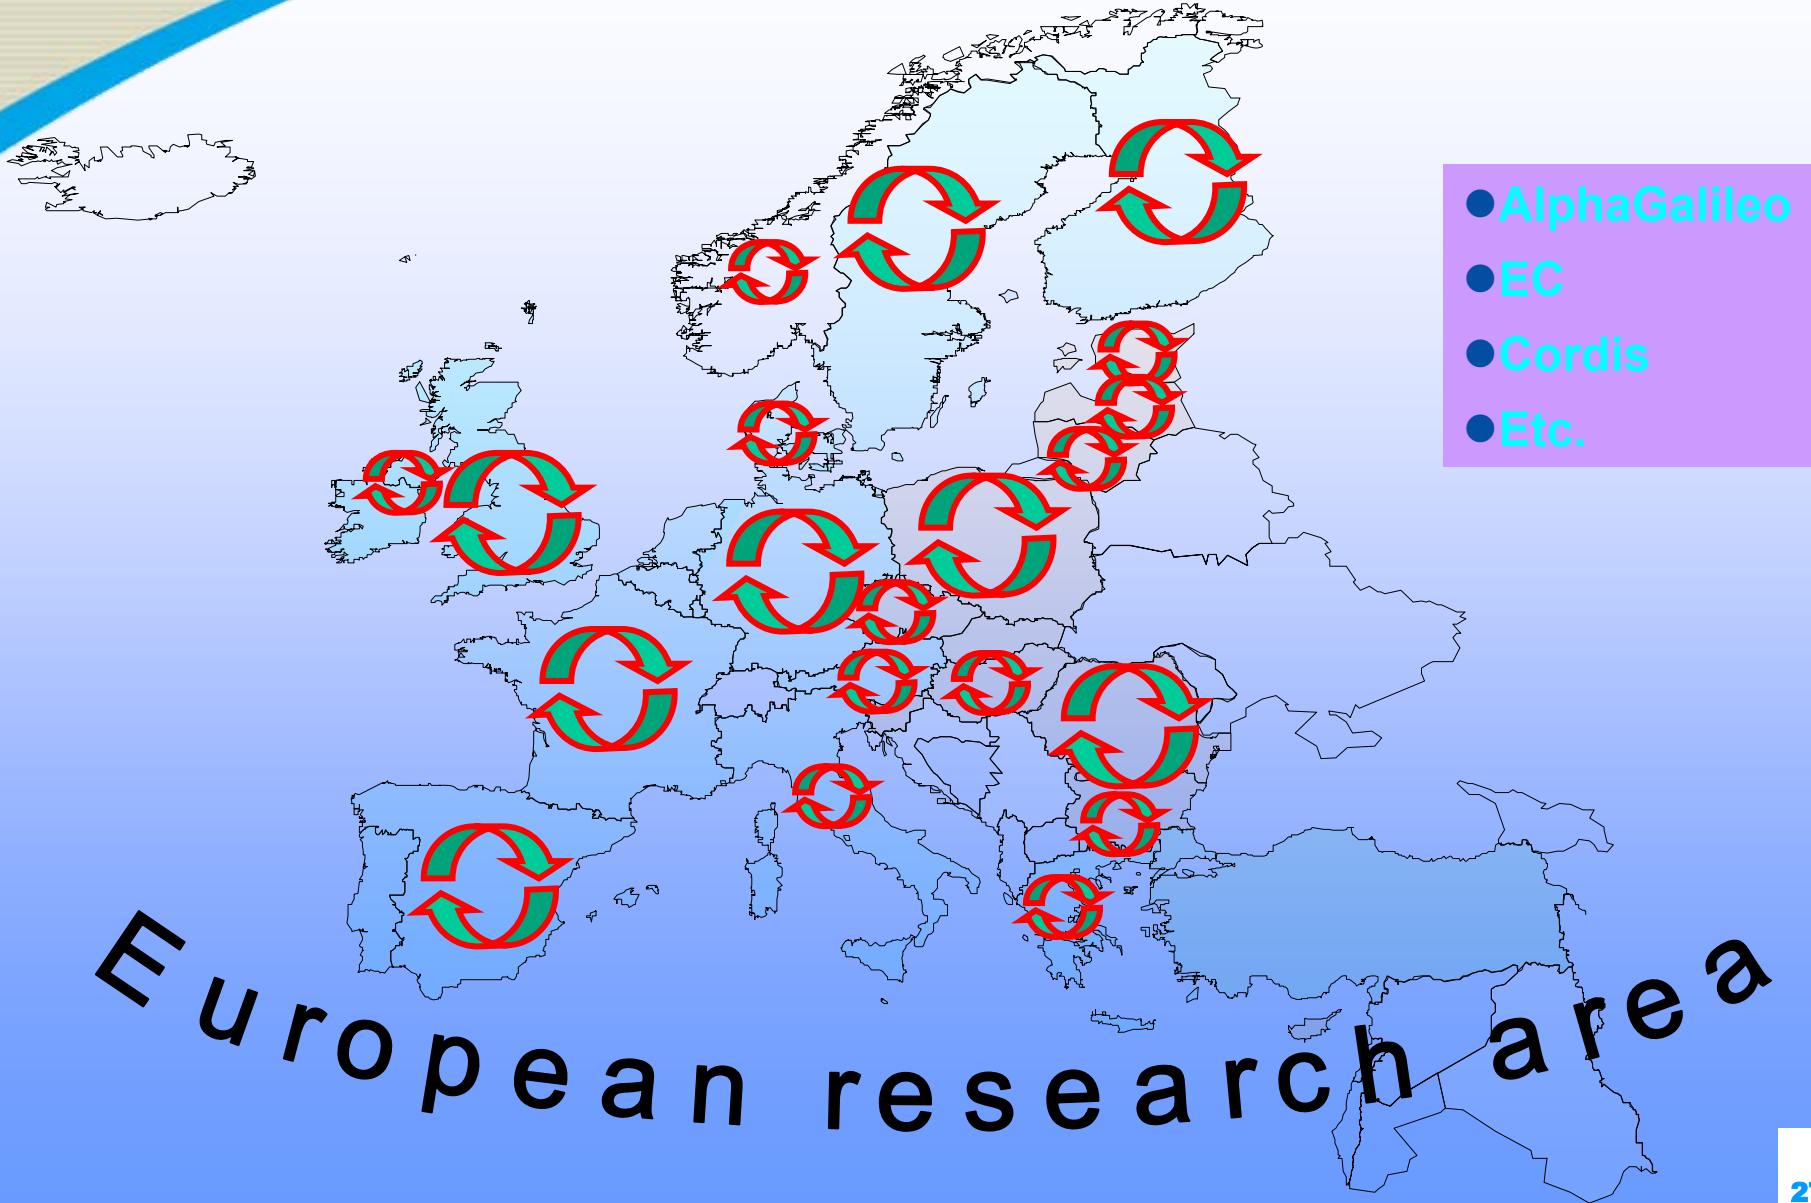 ●AlphaGalileo
●EC
●Cordis
●Etc.
European research area